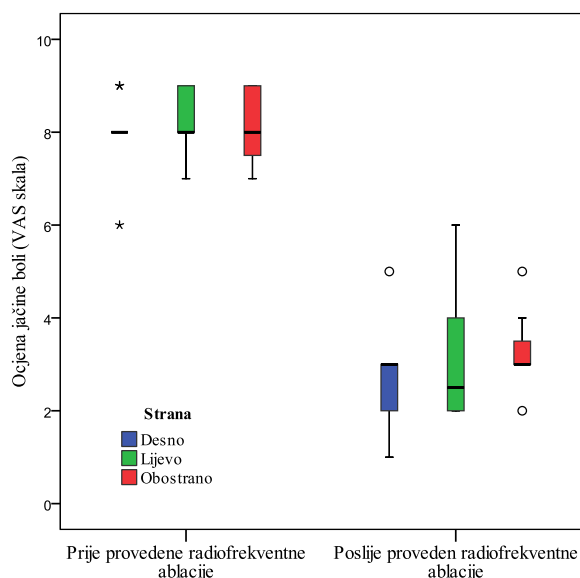 10
8
6
4
2
0
Ocjena jačine boli (VAS skala)
Strana
Desno
Lijevo
Obostrano
Prije provedene radiofrekventne
ablacije
Poslije proveden radiofrekventne
ablacije